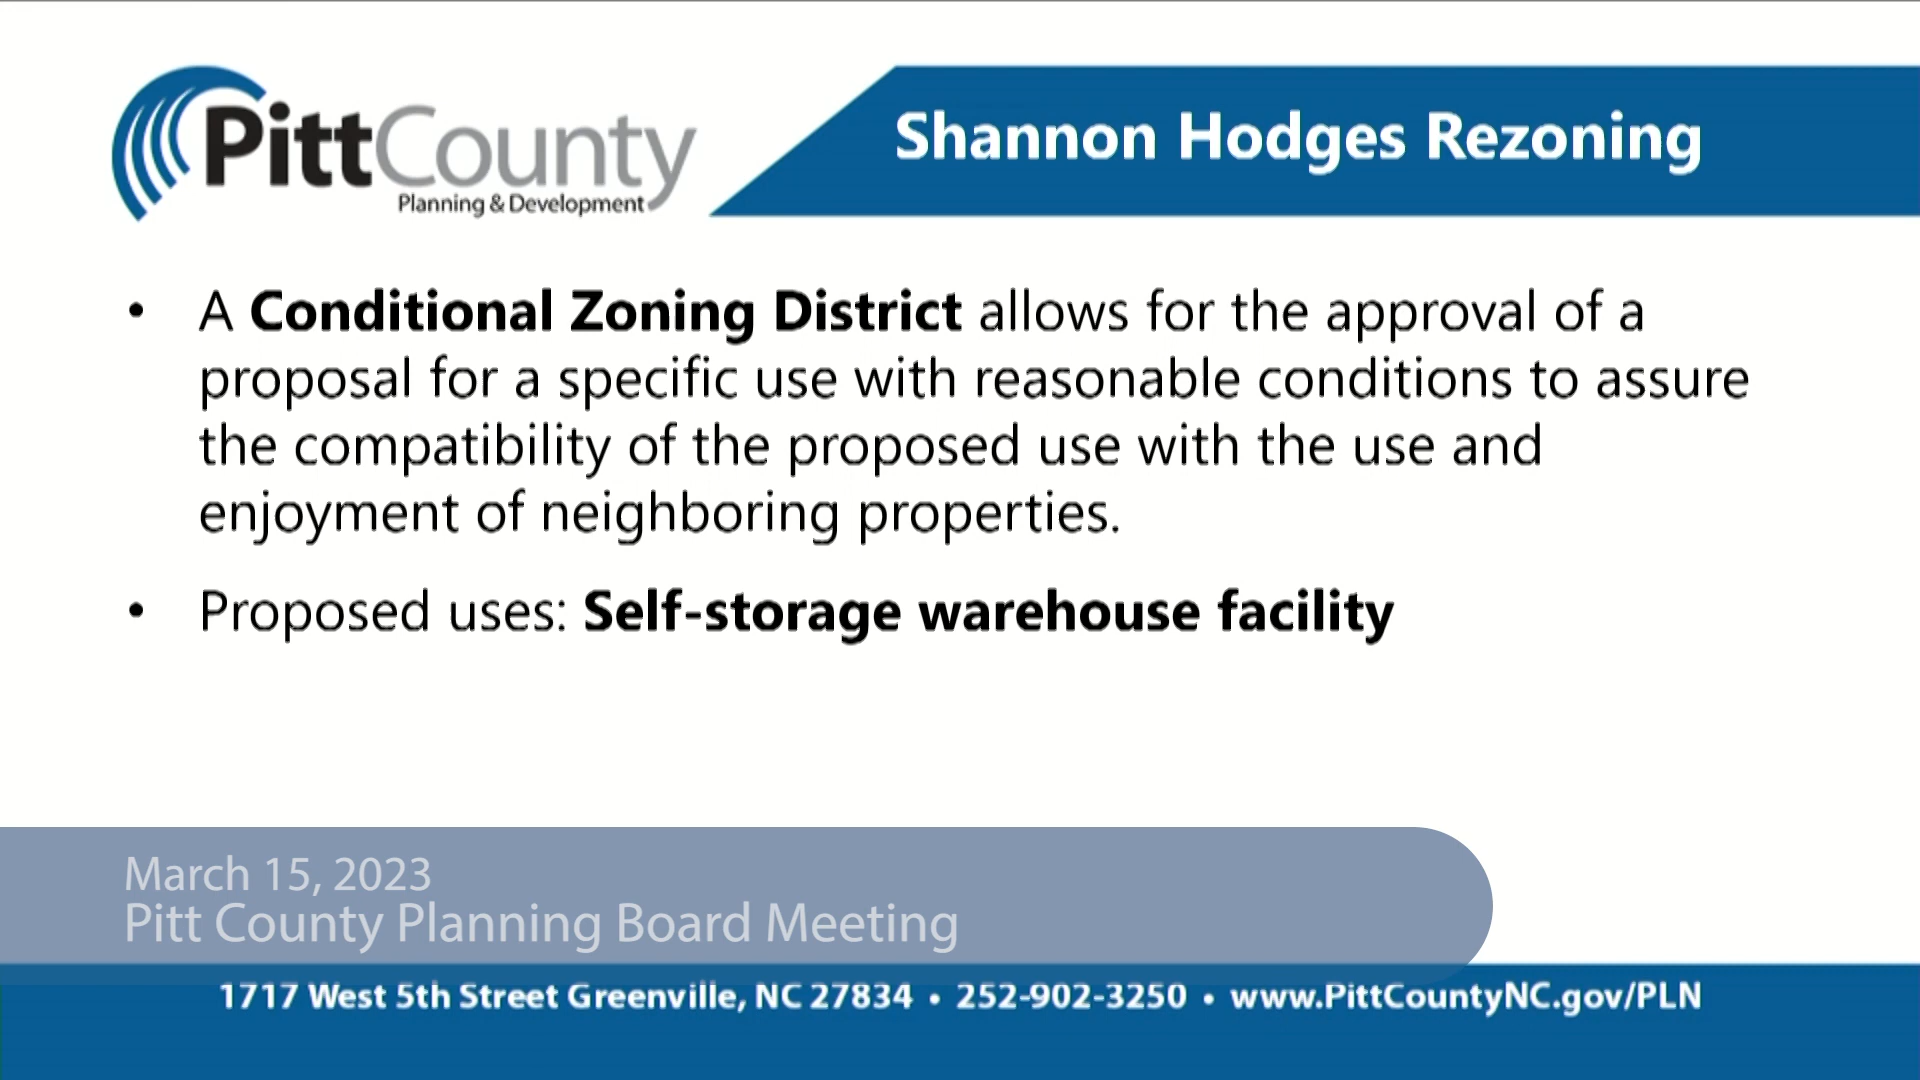 PittCounty
Planning & Development
Shannon Hodges Rezoning
• A Conditional Zoning District allows for the approval of a
proposal for a specific use with reasonable conditions to assure
the compatibility of the proposed use with the use and
enjoyment of neighboring properties.
• Proposed uses: Self-storage warehouse facility
March 15, 2023
Pitt County Planning Board Meeting
1717 West 5th Street Greenville, NC 27834 • 252-902-3250 • www.PittCountyNC.gov/PLN